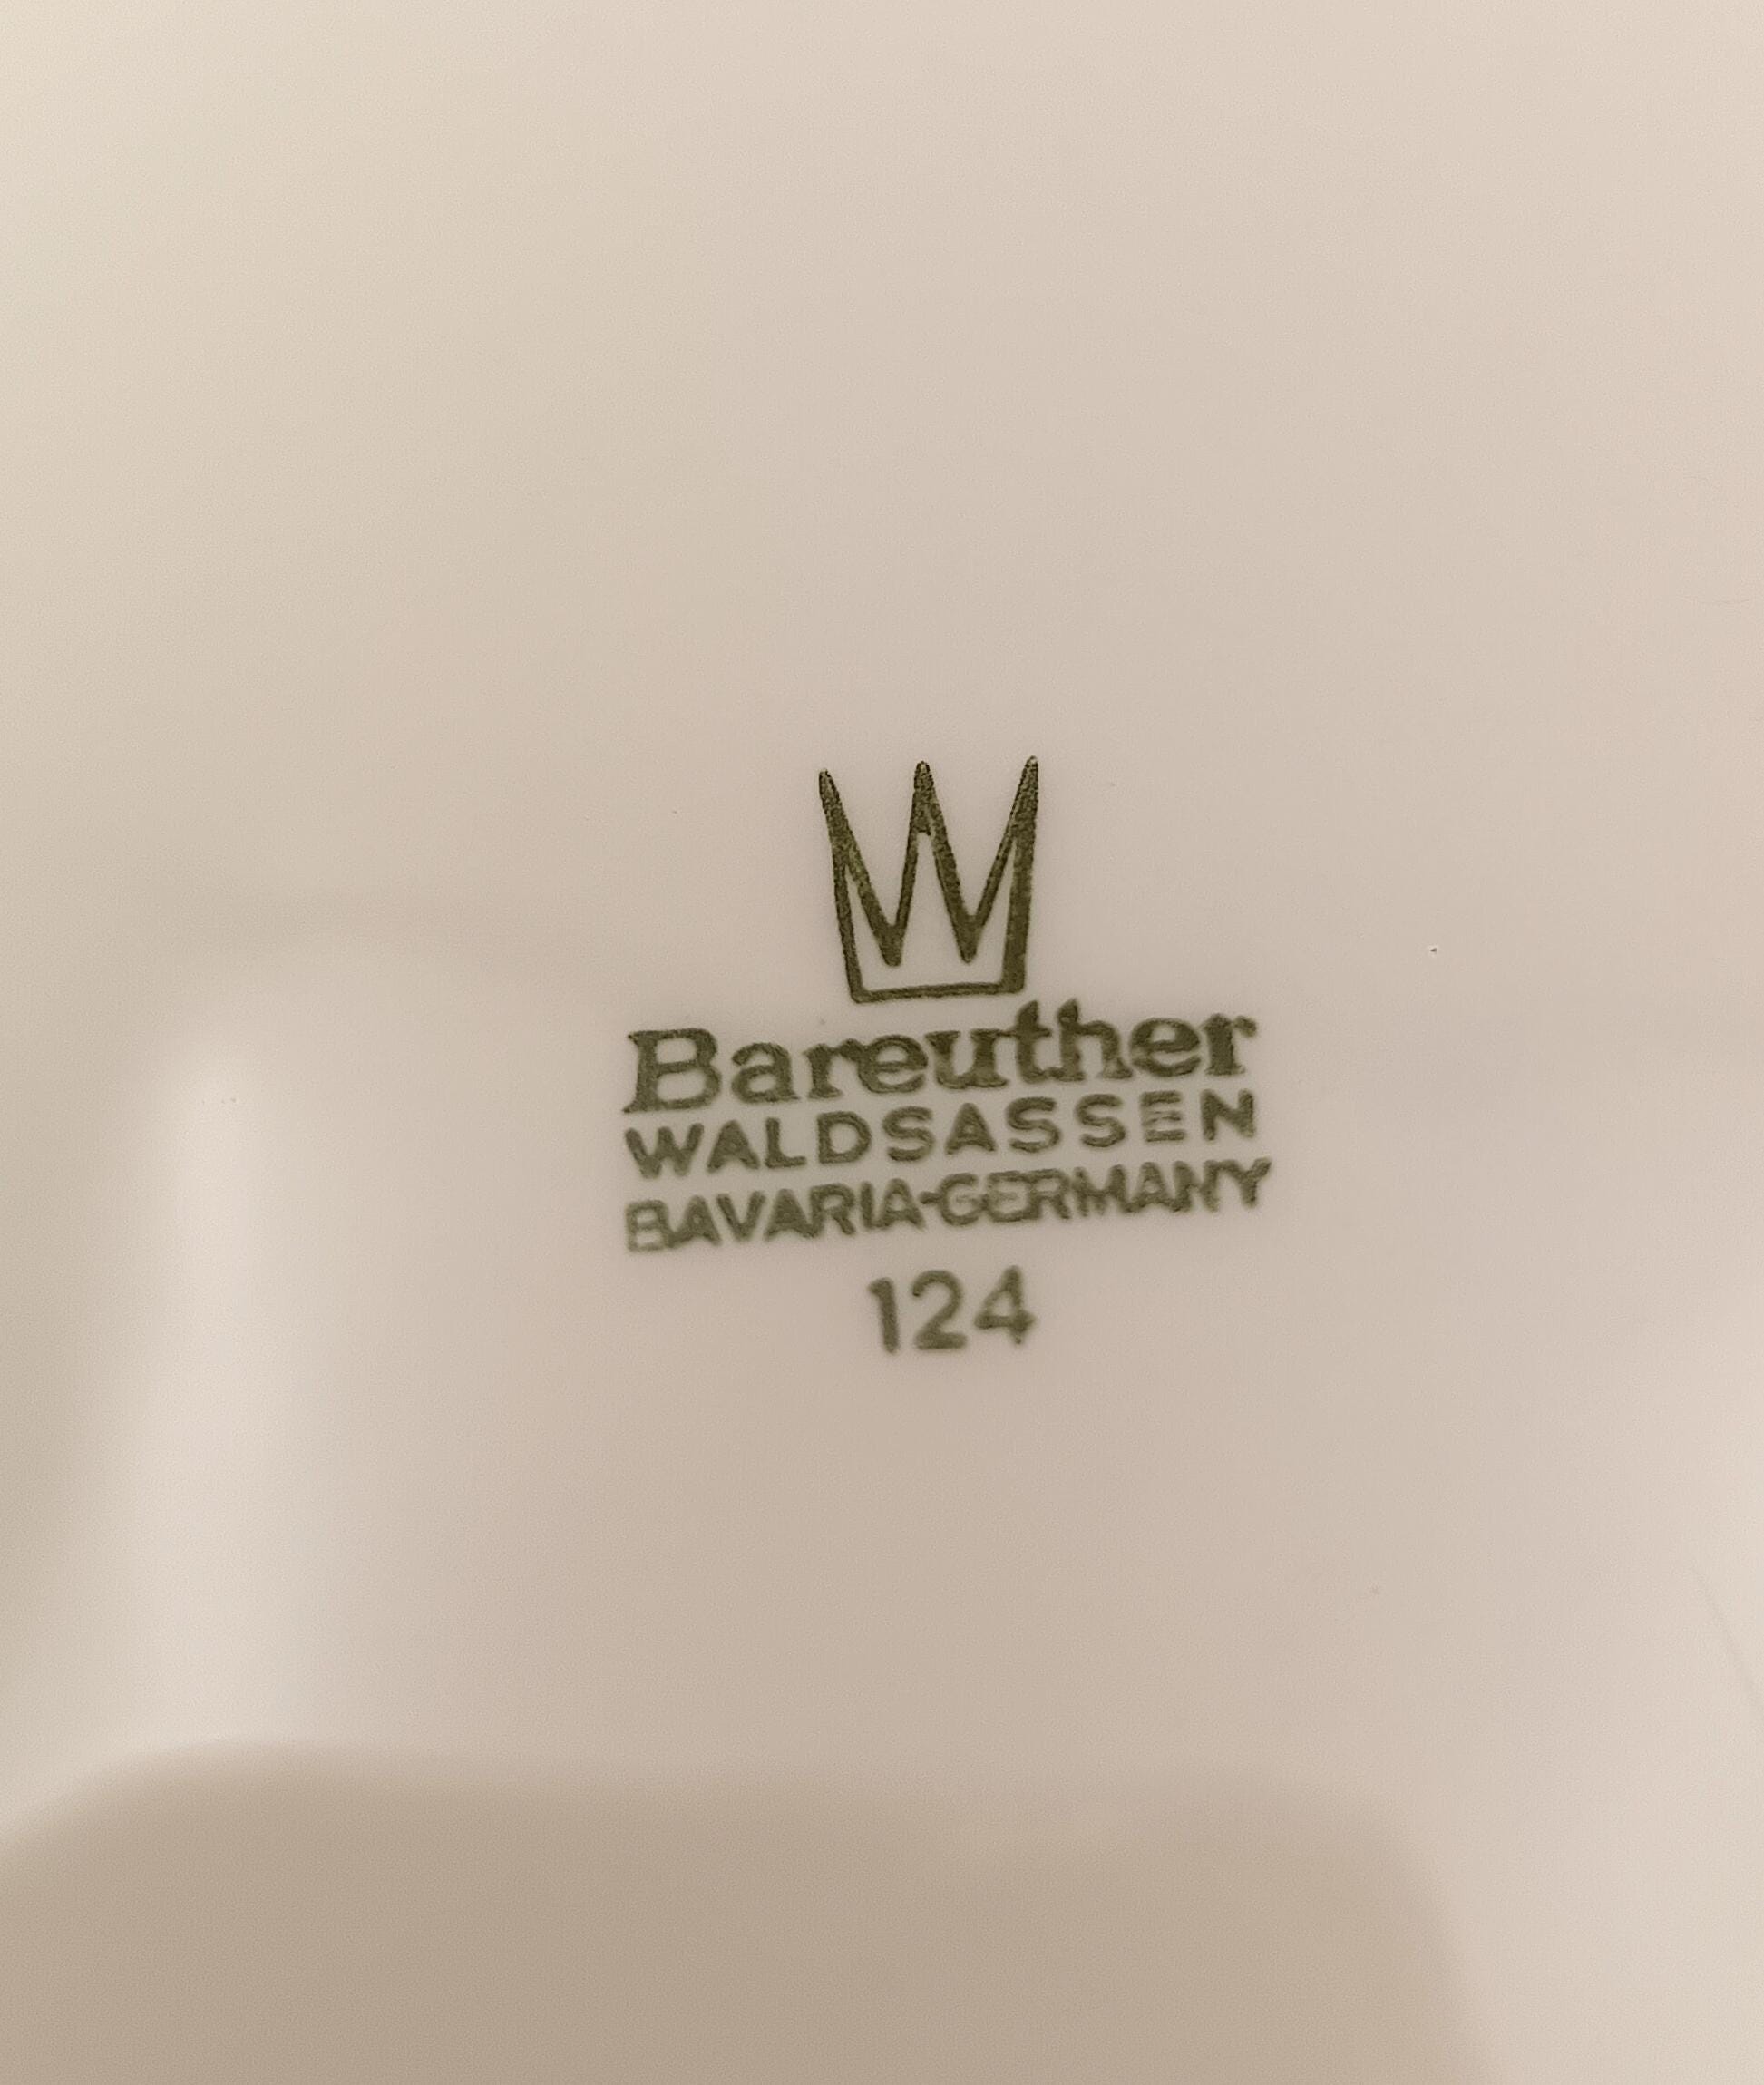 Bareuther
WALDSASSEN
BAVARIA-GERMANY
124